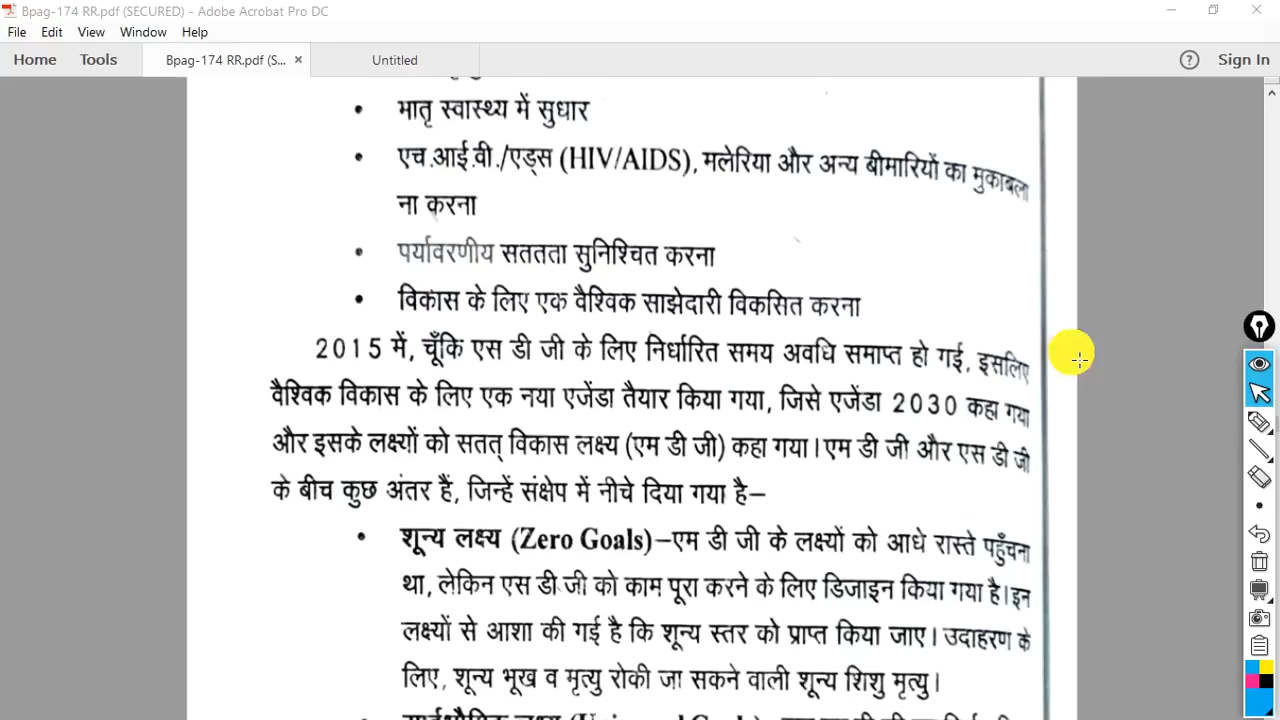 Bpag-174 RR.pdf (SECURED) - Adobe Acrobat Pro DC
File Edit View Window Help
Home Tools Bpag-174 RR.pdf (S... × Untitled Sign In
• मातृ स्वास्थ्य में सुधार
• एच.आई.वी./एड्स (HIV/AIDS), मलेरिया और अन्य बीमारियों का मुकाबला
ना करना
• पर्यावरणीय सततता सुनिश्चित करना
• विकास के लिए एक वैश्विक साझेदारी विकसित करना
2015 में, चूँकि एस डी जी के लिए निर्धारित समय अवधि समाप्त हो गई, इसलिए
वैश्विक विकास के लिए एक नया एजेंडा तैयार किया गया, जिसे एजेंडा 2030 कहा गया
और इसके लक्ष्यों को सतत् विकास लक्ष्य (एम डी जी) कहा गया। एम डी जी और एस डी जी
के बीच कुछ अंतर हैं, जिन्हें संक्षेप में नीचे दिया गया है–
• शून्य लक्ष्य (Zero Goals)–एम डी जी के लक्ष्यों को आधे रास्ते पहुँचना
था, लेकिन एस डी जी को काम पूरा करने के लिए डिजाइन किया गया है। इन
लक्ष्यों से आशा की गई है कि शून्य स्तर को प्राप्त किया जाए। उदाहरण के
लिए, शून्य भूख व मृत्यु रोकी जा सकने वाली शून्य शिशु मृत्यु।